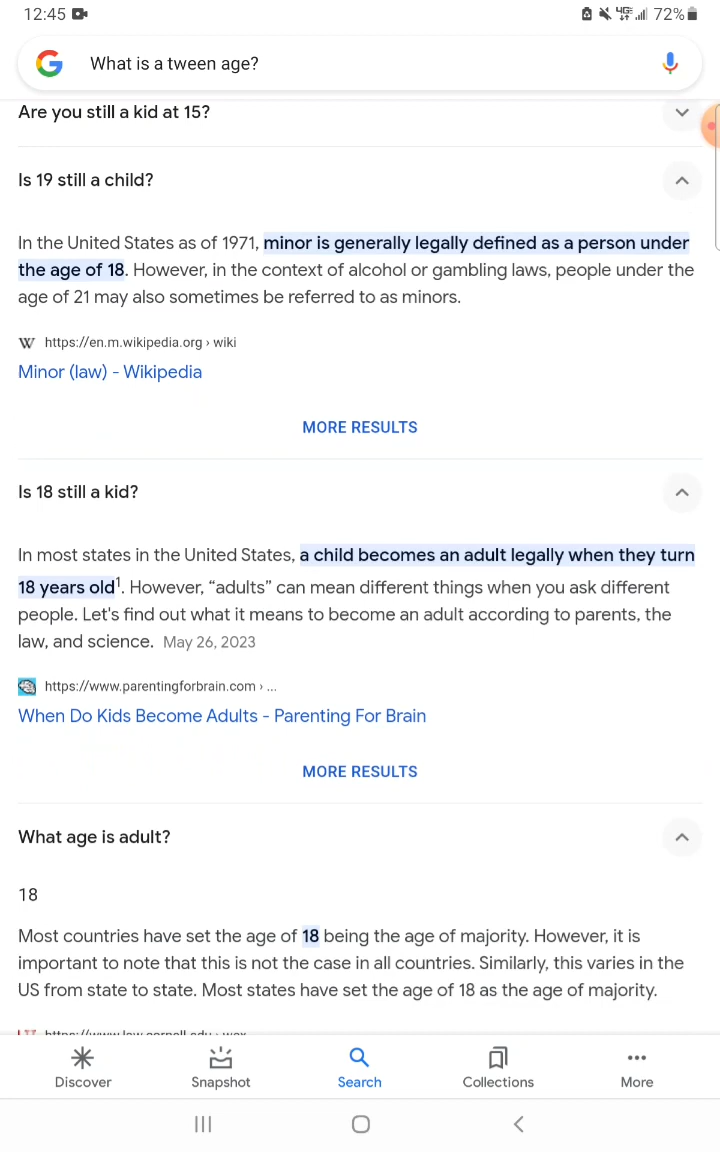 12:45 72%
What is a tween age?
Are you still a kid at 15?
Is 19 still a child?
In the United States as of 1971, minor is generally legally defined as a person under
the age of 18. However, in the context of alcohol or gambling laws, people under the
age of 21 may also sometimes be referred to as minors.
W https://en.m.wikipedia.org › wiki
Minor (law) - Wikipedia
MORE RESULTS
Is 18 still a kid?
In most states in the United States, a child becomes an adult legally when they turn
18 years old¹. However, “adults” can mean different things when you ask different
people. Let's find out what it means to become an adult according to parents, the
law, and science. May 26, 2023
https://www.parentingforbrain.com › ...
When Do Kids Become Adults - Parenting For Brain
MORE RESULTS
What age is adult?
18
Most countries have set the age of 18 being the age of majority. However, it is
important to note that this is not the case in all countries. Similarly, this varies in the
US from state to state. Most states have set the age of 18 as the age of majority.
Discover Snapshot Search Collections More